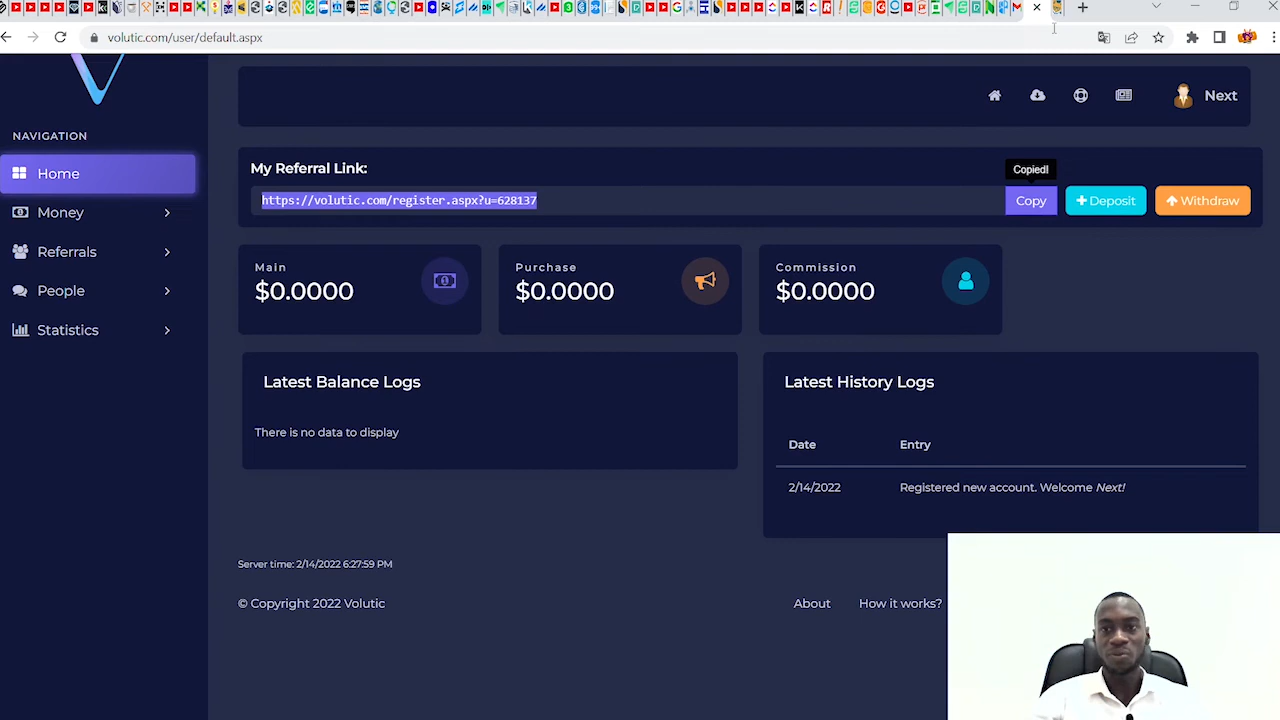 volutic.com/user/default.aspx
NAVIGATION
Home
Money
Referrals
People
Statistics
Next
My Referral Link:
Copied!
https://volutic.com/register.aspx?u=628137
Copy
Deposit
Withdraw
Main
$0.0000
Purchase
$0.0000
Commission
$0.0000
Latest Balance Logs
There is no data to display
Latest History Logs
Date Entry
2/14/2022 Registered new account. Welcome Next!
Server time: 2/14/2022 6:27:59 PM
© Copyright 2022 Volutic
About How it works?